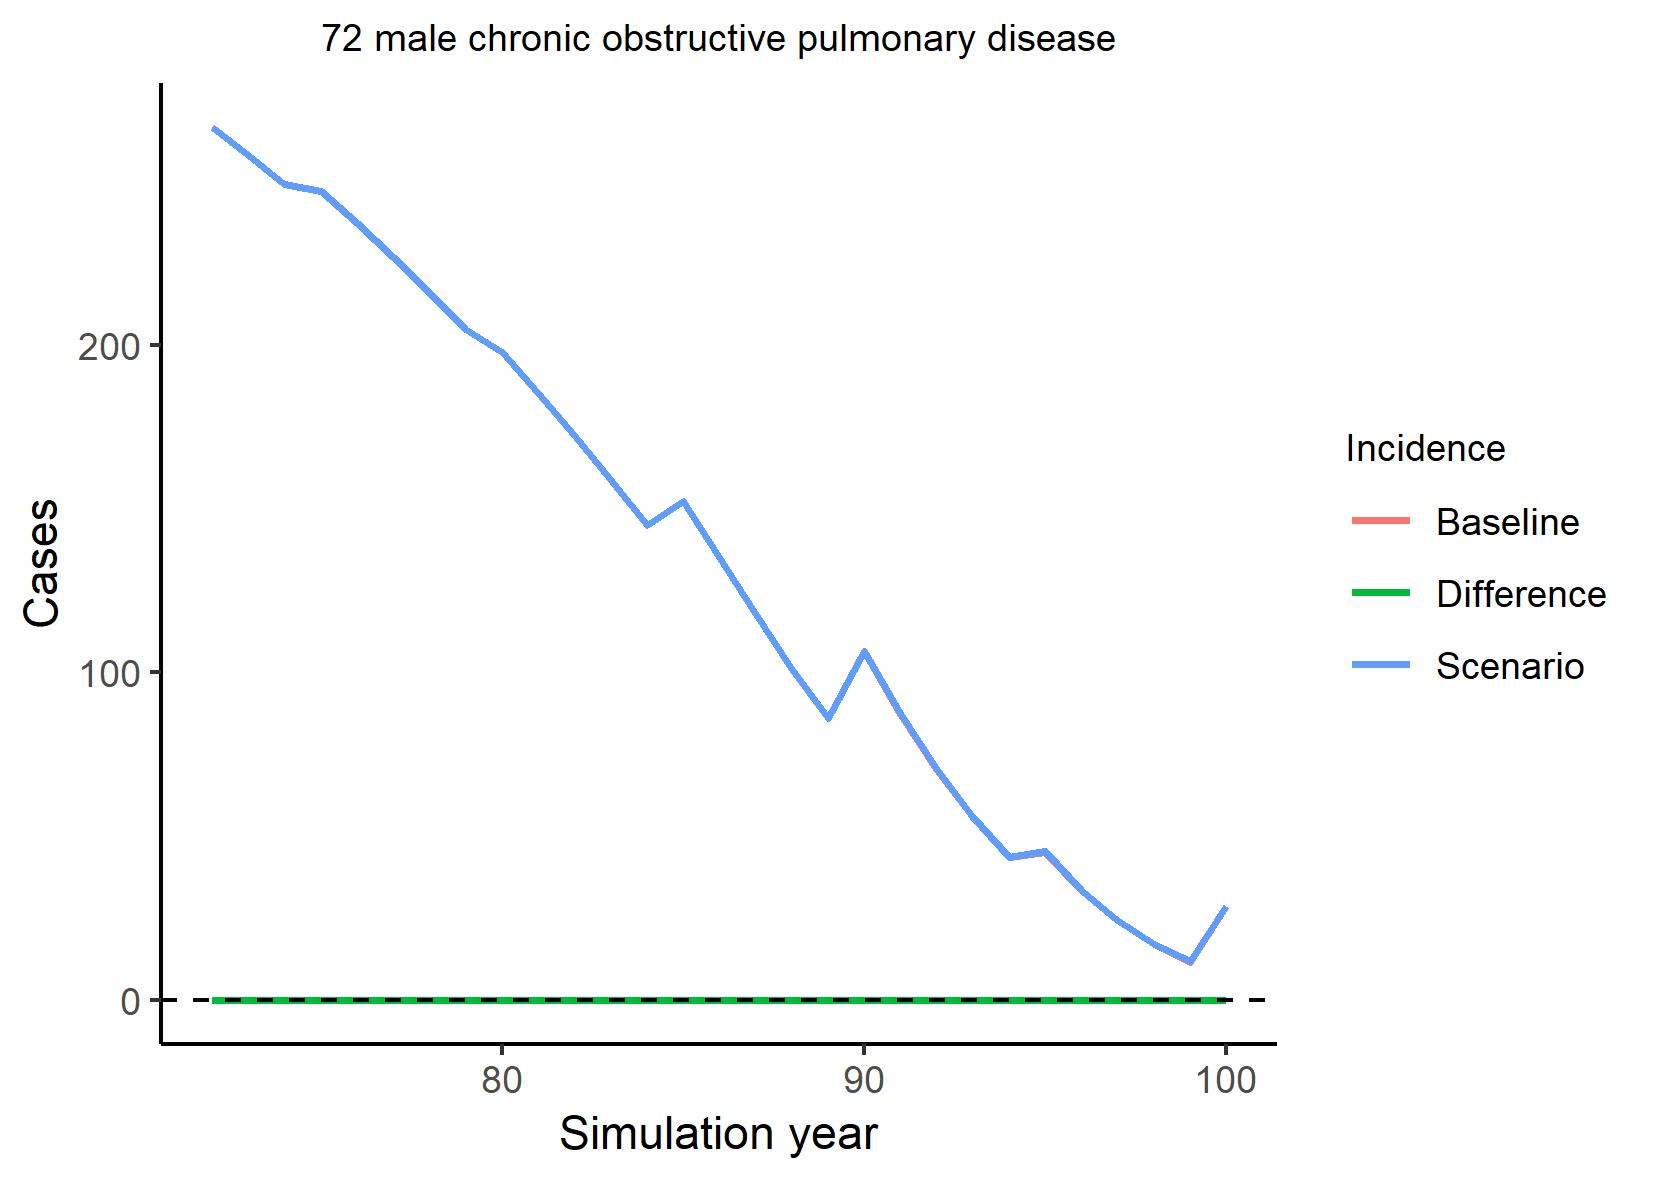 72 male chronic obstructive pulmonary disease
Cases
200
100
0
80 90 100
Simulation year
Incidence
Baseline
Difference
Scenario